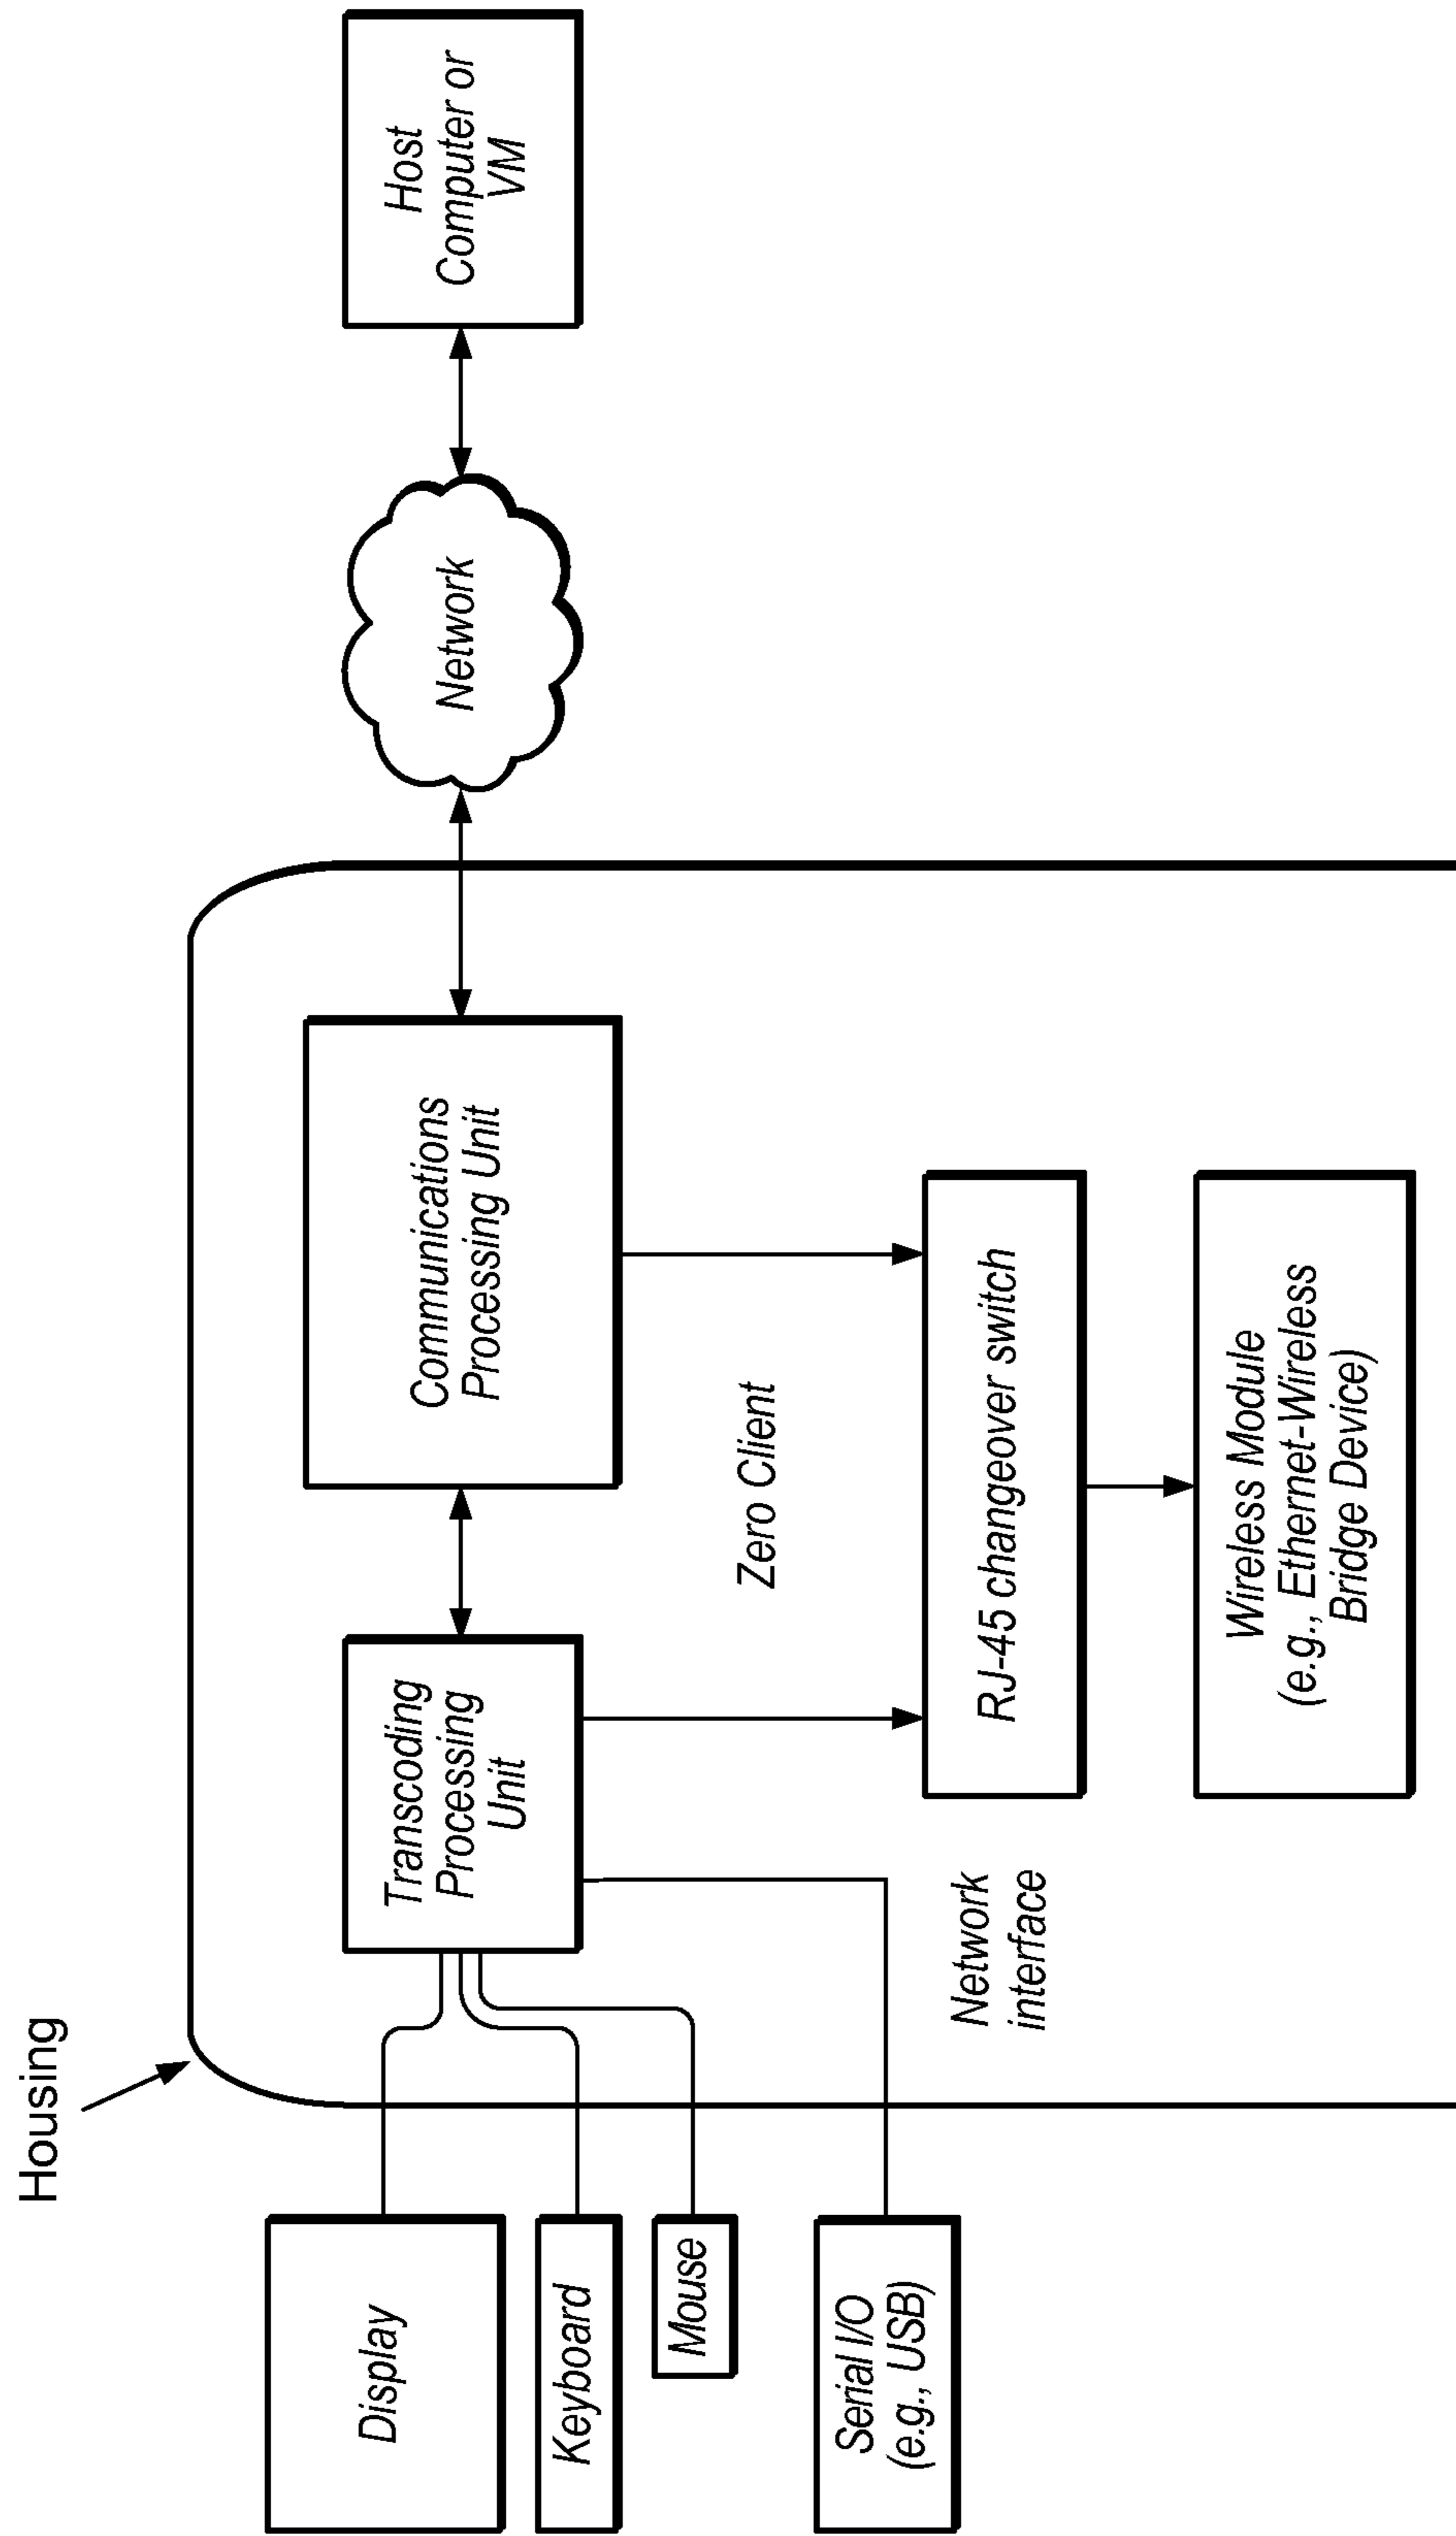 Housing
Display
Keyboard
Mouse
Serial I/O
(e.g., USB)
Transcoding
Processing
Unit
Communications
Processing Unit
Network
Host
Computer or
VM
Zero Client
Network
interface
RJ-45 changeover switch
Wireless Module
(e.g., Ethernet-Wireless
Bridge Device)